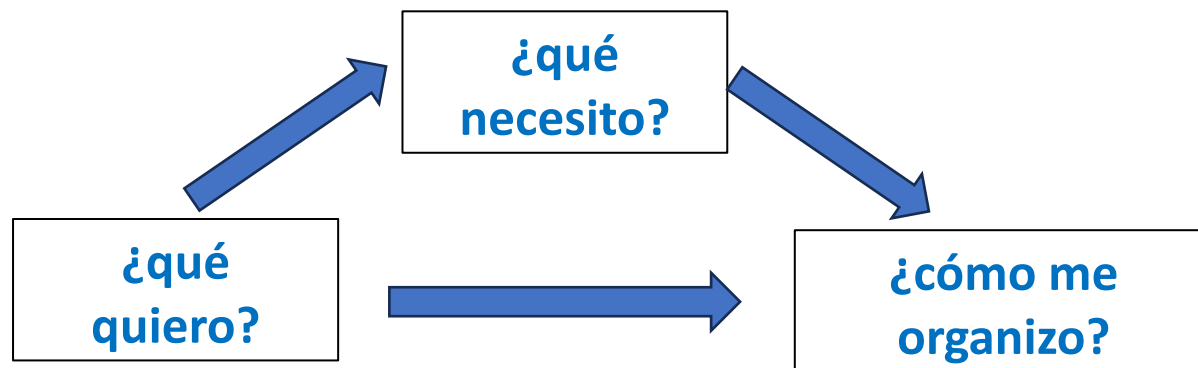 ¿qué
necesito?
¿qué
quiero?
¿cómo me
organizo?